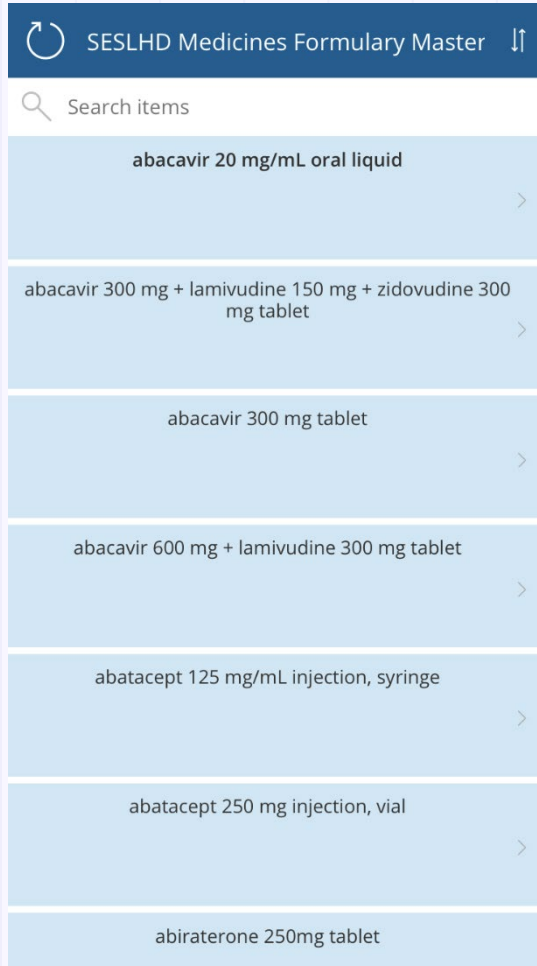 SESLHD Medicines Formulary Master
Search items
abacavir 20 mg/mL oral liquid
abacavir 300 mg + lamivudine 150 mg + zidovudine 300
mg tablet
abacavir 300 mg tablet
abacavir 600 mg + lamivudine 300 mg tablet
abatacept 125 mg/mL injection, syringe
abatacept 250 mg injection, vial
abiraterone 250mg tablet